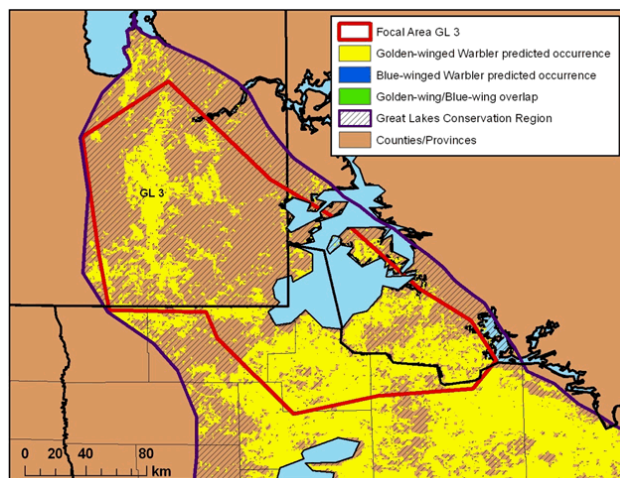 Focal Area GL 3
Golden-winged Warbler predicted occurrence
Blue-winged Warbler predicted occurrence
Golden-wing/Blue-wing overlap
Great Lakes Conservation Region
Counties/Provinces
GL 3
0 20 40 80
km